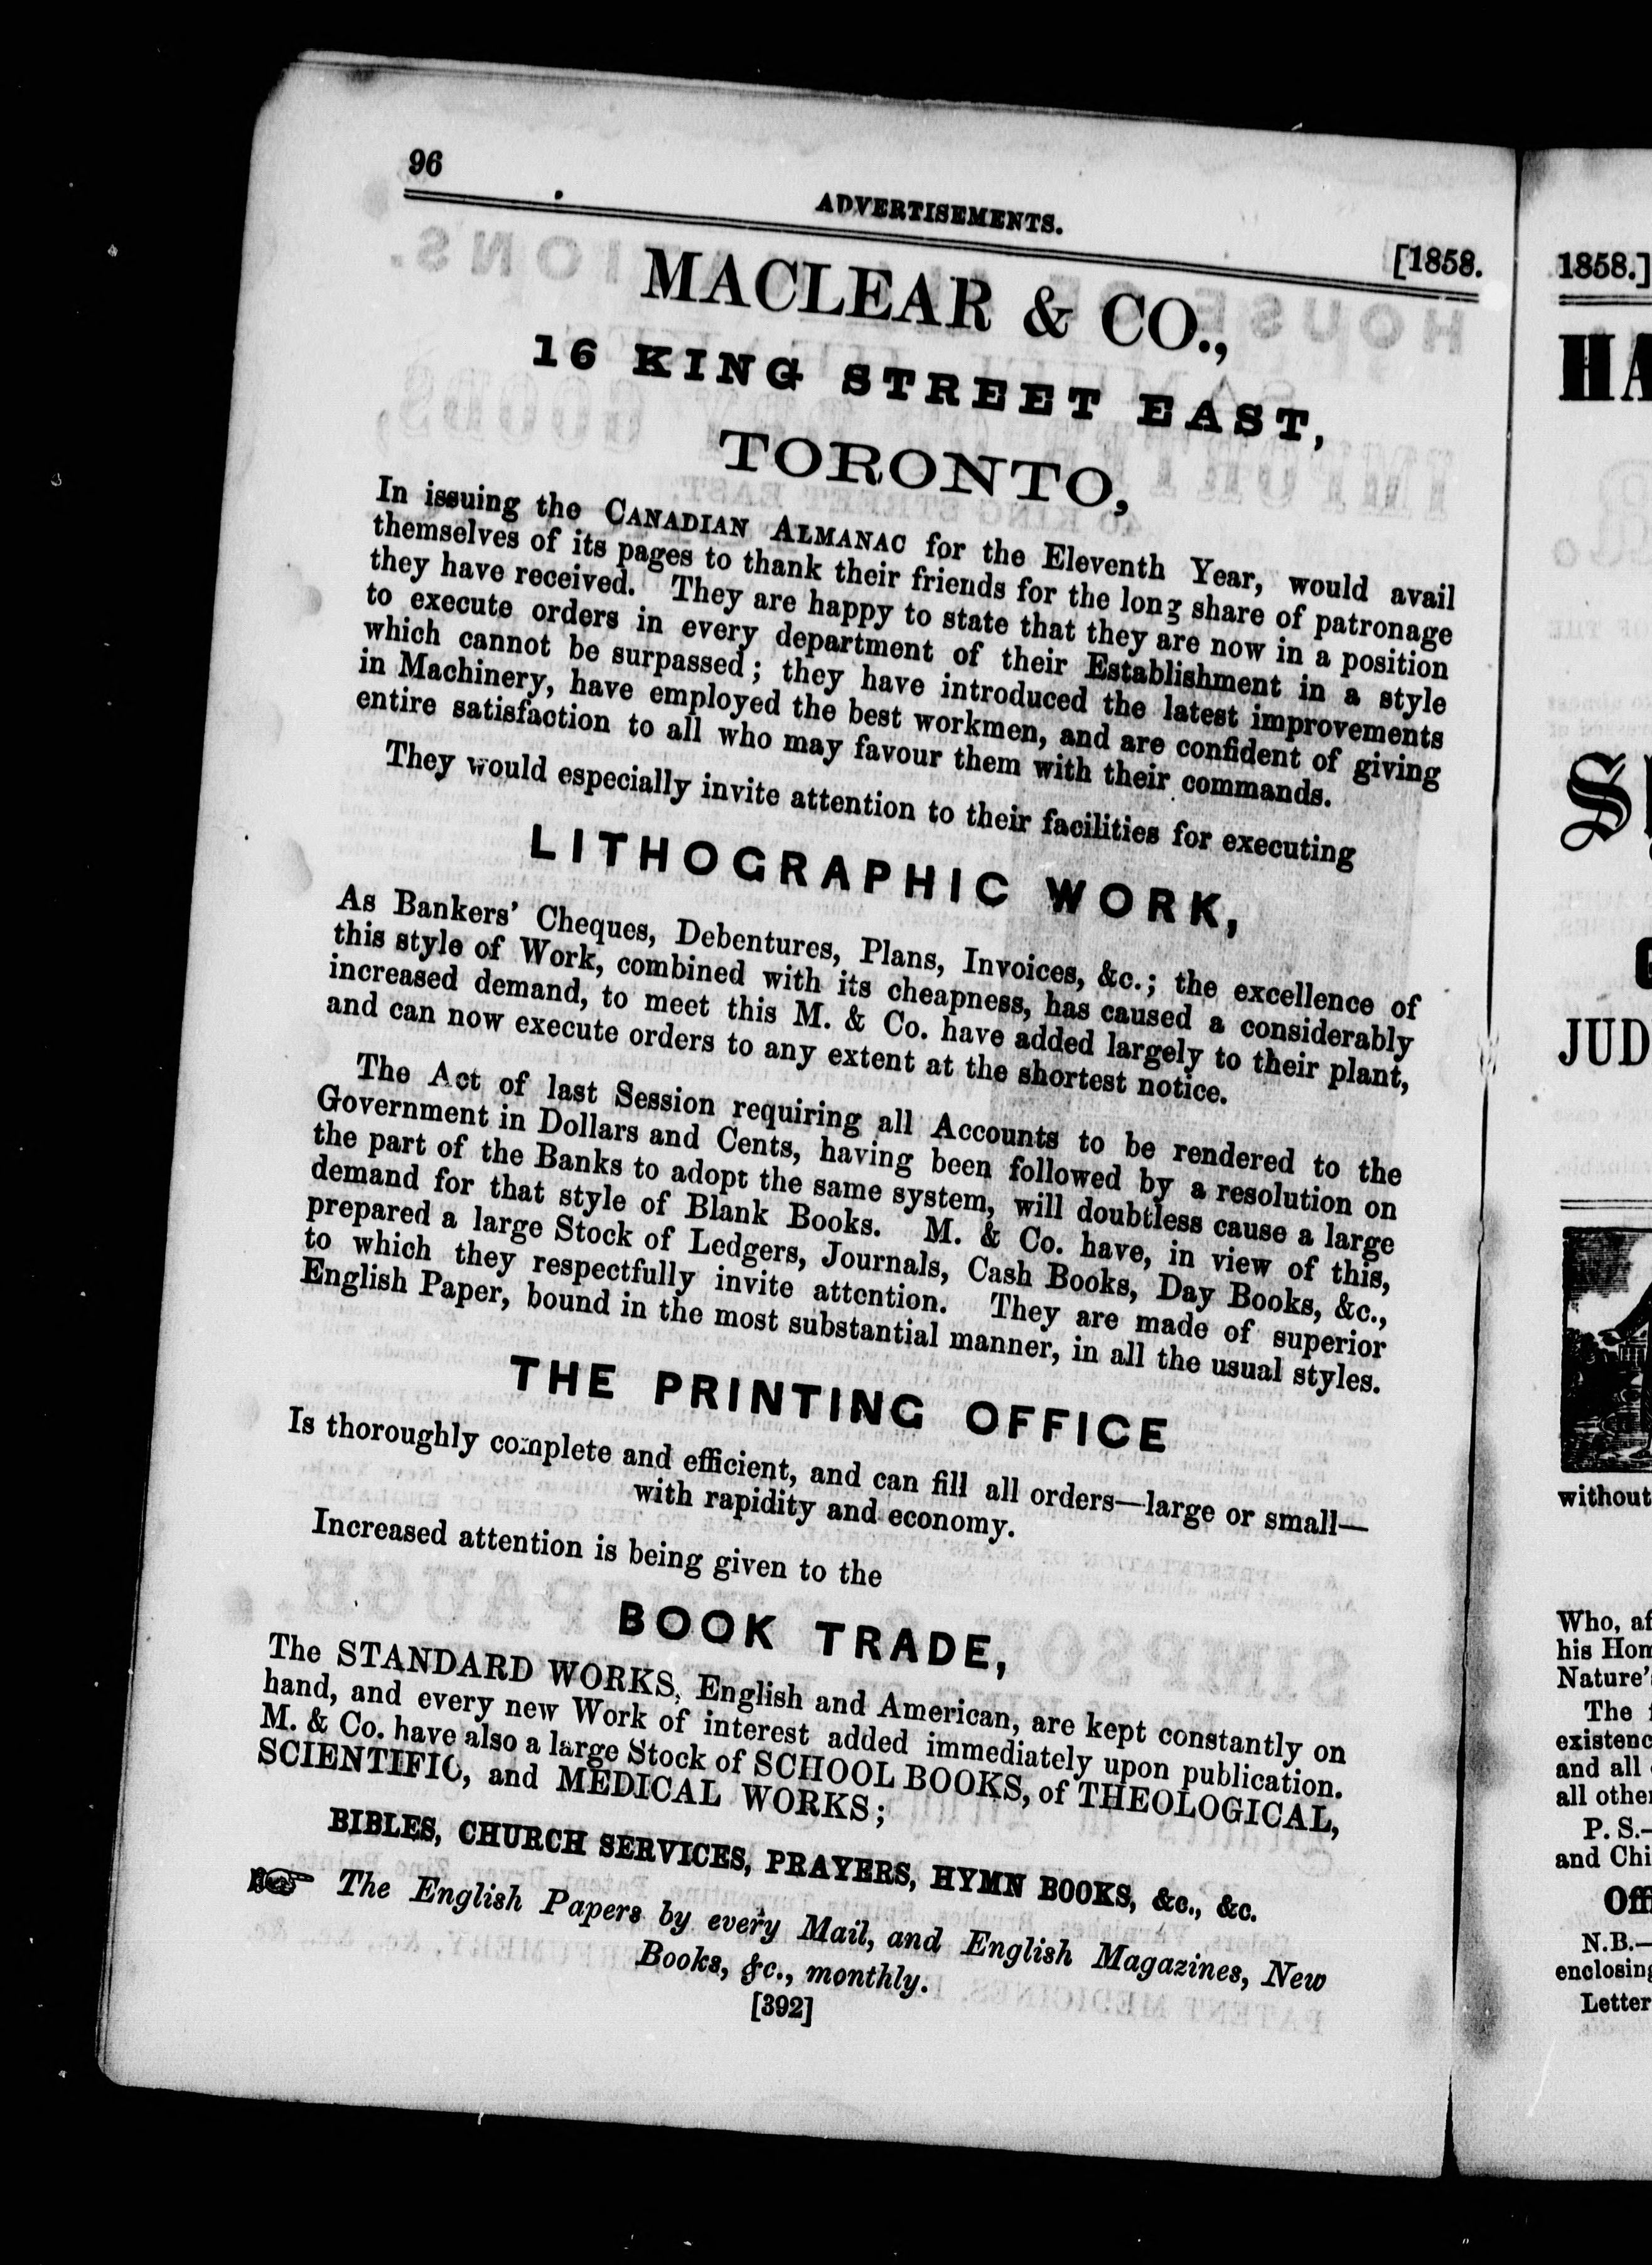 96
ADVERTISEMENTS.
[1858.
MACLEAR & CO.,
16 KING STREET EAST,
TORONTO,
In issuing the CANADIAN ALMANAC for the Eleventh Year, would avail
themselves of its pages to thank their friends for the long share of patronage
they have received. They are happy to state that they are now in a position
to execute orders in every department of their Establishment in a style
which cannot be surpassed; they have introduced the latest improvements
in Machinery, have employed the best workmen, and are confident of giving
entire satisfaction to all who may favour them with their commands.
They would especially invite attention to their facilities for executing
LITHOGRAPHIC WORK,
As Bankers' Cheques, Debentures, Plans, Invoices, &c.; the excellence of
this style of Work, combined with its cheapness, has caused a considerably
increased demand, to meet this M. & Co. have added largely to their plant,
and can now execute orders to any extent at the shortest notice.
The Act of last Session requiring all Accounts to be rendered to the
Government in Dollars and Cents, having been followed by a resolution on
the part of the Banks to adopt the same system, will doubtless cause a large
demand for that style of Blank Books. M. & Co. have, in view of this,
prepared a large Stock of Ledgers, Journals, Cash Books, Day Books, &c.,
to which they respectfully invite attention. They are made of superior
English Paper, bound in the most substantial manner, in all the usual styles.
THE PRINTING OFFICE
Is thoroughly complete and efficient, and can fill all orders—large or small—
with rapidity and economy.
Increased attention is being given to the
BOOK TRADE,
The STANDARD WORKS, English and American, are kept constantly on
hand, and every new Work of interest added immediately upon publication.
M. & Co. have also a large Stock of SCHOOL BOOKS, of THEOLOGICAL,
SCIENTIFIC, and MEDICAL WORKS;
BIBLES, CHURCH SERVICES, PRAYERS, HYMN BOOKS, &c., &c.
☞ The English Papers by every Mail, and English Magazines, New
Books, &c., monthly.
[392]
1858.]
HA
JUD
without
Who, af
his Hom
Nature's
The
existenc
and all
all other
P. S.—
and Chi
Offi
N.B.—
enclosing
Letter